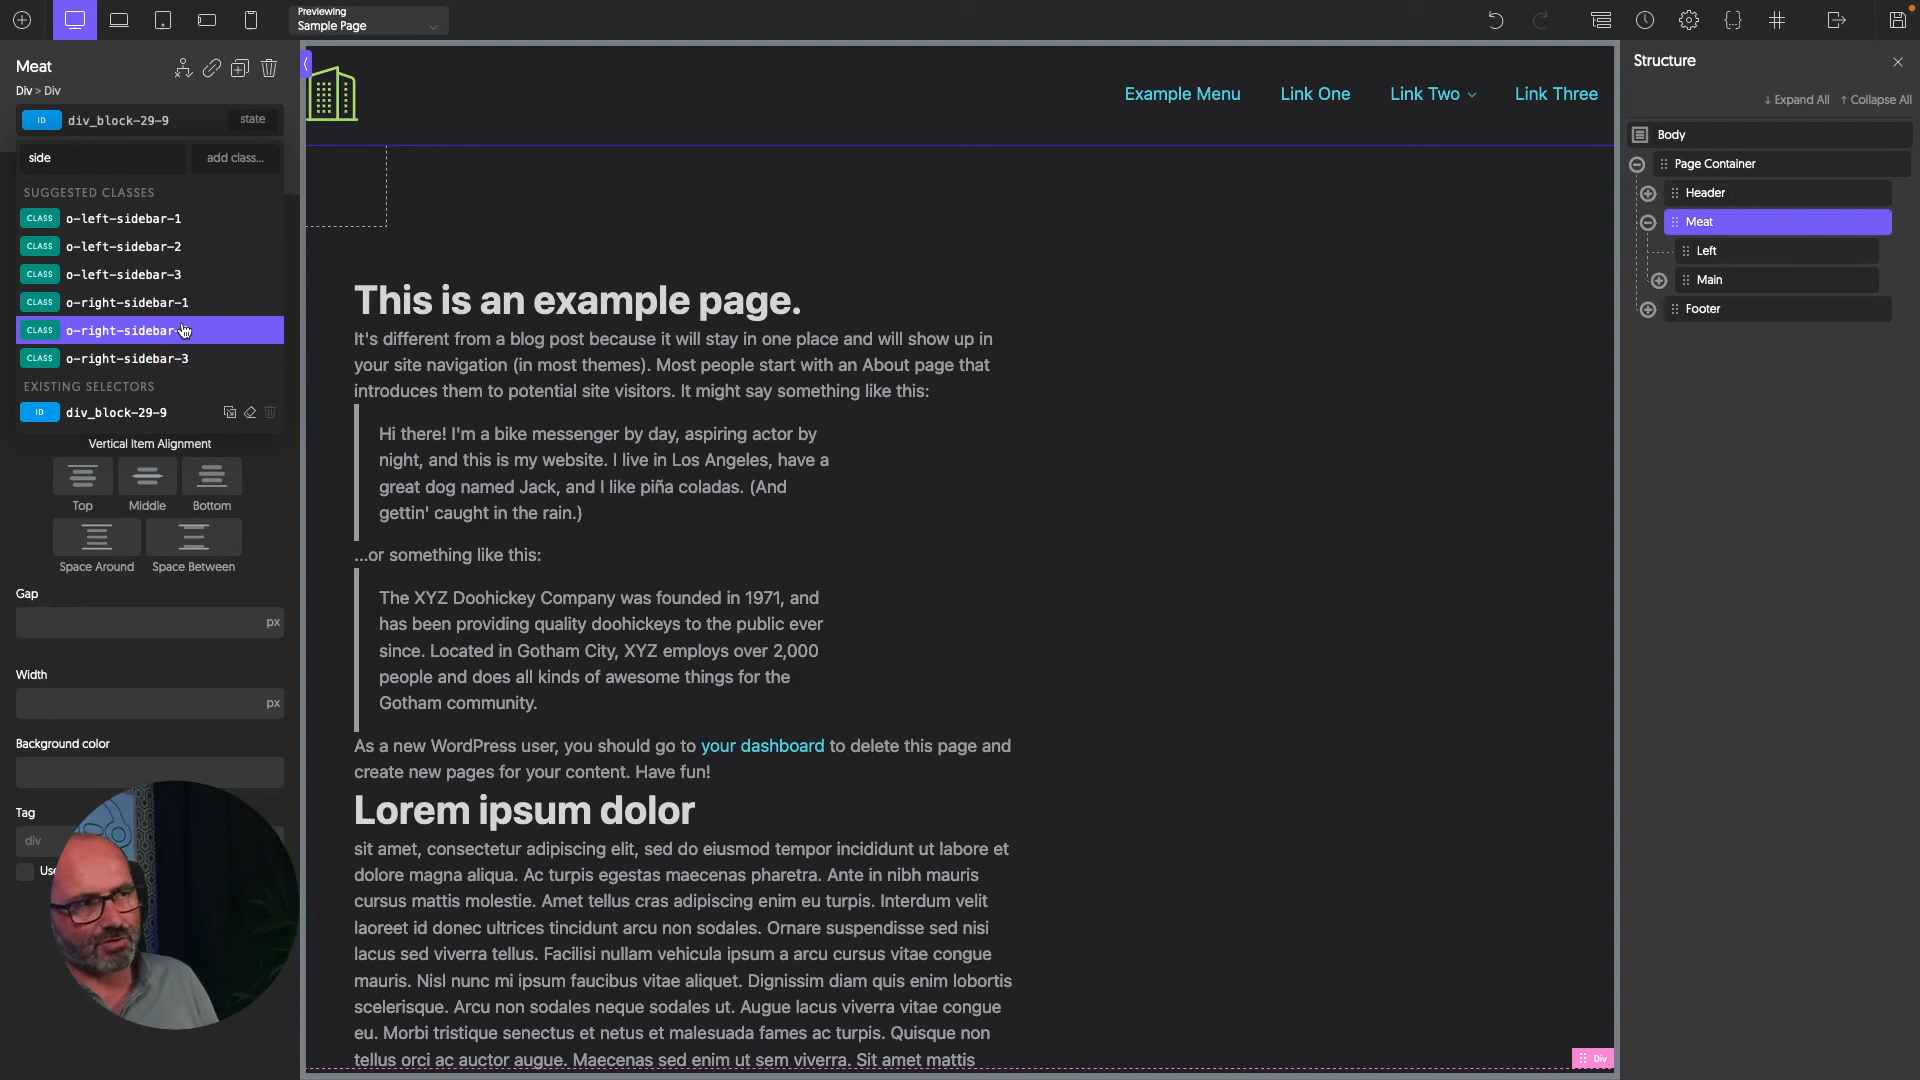 Previewing
Sample Page
Meat
Div > Div
ID div_block-29-9 state
side add class...
SUGGESTED CLASSES
CLASS o-left-sidebar-1
CLASS o-left-sidebar-2
CLASS o-left-sidebar-3
CLASS o-right-sidebar-1
CLASS o-right-sidebar-
CLASS o-right-sidebar-3
EXISTING SELECTORS
ID div_block-29-9
Vertical Item Alignment
Top Middle Bottom
Space Around Space Between
Gap
px
Width
px
Background color
Tag
div
Example Menu Link One Link Two Link Three
This is an example page.
It's different from a blog post because it will stay in one place and will show up in
your site navigation (in most themes). Most people start with an About page that
introduces them to potential site visitors. It might say something like this:
Hi there! I'm a bike messenger by day, aspiring actor by
night, and this is my website. I live in Los Angeles, have a
great dog named Jack, and I like piña coladas. (And
gettin' caught in the rain.)
...or something like this:
The XYZ Doohickey Company was founded in 1971, and
has been providing quality doohickeys to the public ever
since. Located in Gotham City, XYZ employs over 2,000
people and does all kinds of awesome things for the
Gotham community.
As a new WordPress user, you should go to your dashboard to delete this page and
create new pages for your content. Have fun!
Lorem ipsum dolor
sit amet, consectetur adipiscing elit, sed do eiusmod tempor incididunt ut labore et
dolore magna aliqua. Ac turpis egestas maecenas pharetra. Ante in nibh mauris
cursus mattis molestie. Amet tellus cras adipiscing enim eu turpis. Interdum velit
laoreet id donec ultrices tincidunt arcu non sodales. Ornare suspendisse sed nisi
lacus sed viverra tellus. Facilisi nullam vehicula ipsum a arcu cursus vitae congue
mauris. Nisl nunc mi ipsum faucibus vitae aliquet. Dignissim diam quis enim lobortis
scelerisque. Arcu non sodales neque sodales ut. Augue lacus viverra vitae congue
eu. Morbi tristique senectus et netus et malesuada fames ac turpis. Quisque non
tellus orci ac auctor augue. Maecenas sed enim ut sem viverra. Sit amet mattis
Div
Structure
↓ Expand All ↑ Collapse All
Body
Page Container
Header
Meat
Left
Main
Footer